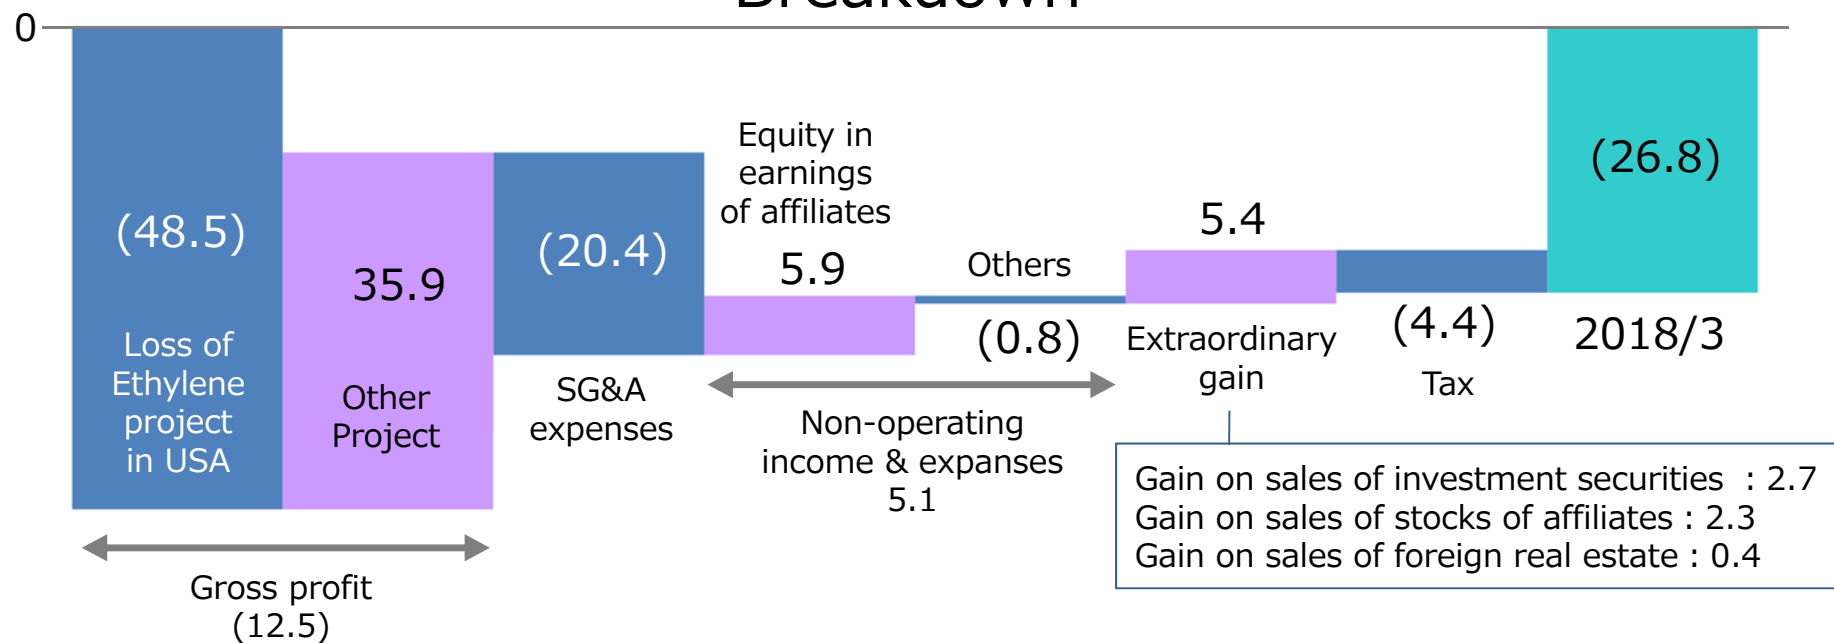 Breakdown
0
(48.5)
Loss of
Ethylene
project
in USA
35.9
Other
Project
Gross profit
(12.5)
(20.4)
SG&A
expenses
Equity in
earnings
of affiliates
5.9
Others
(0.8)
Non-operating
income & expanses
5.1
5.4
Extraordinary
gain
(4.4)
Tax
(26.8)
2018/3
Gain on sales of investment securities : 2.7
Gain on sales of stocks of affiliates : 2.3
Gain on sales of foreign real estate : 0.4